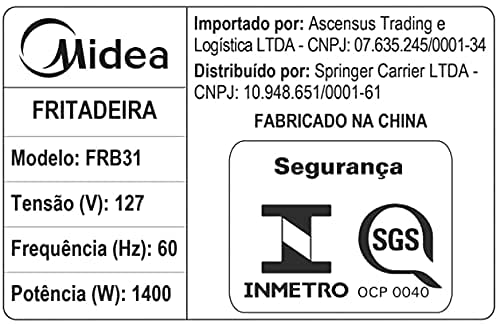 Midea
FRITADEIRA
Modelo: FRB31
Tensão (V): 127
Frequência (Hz): 60
Potência (W): 1400
Importado por: Ascensus Trading e
Logística LTDA - CNPJ: 07.635.245/0001-34
Distribuído por: Springer Carrier LTDA -
CNPJ: 10.948.651/0001-61
FABRICADO NA CHINA
Segurança
SGS
INMETRO OCP 0040